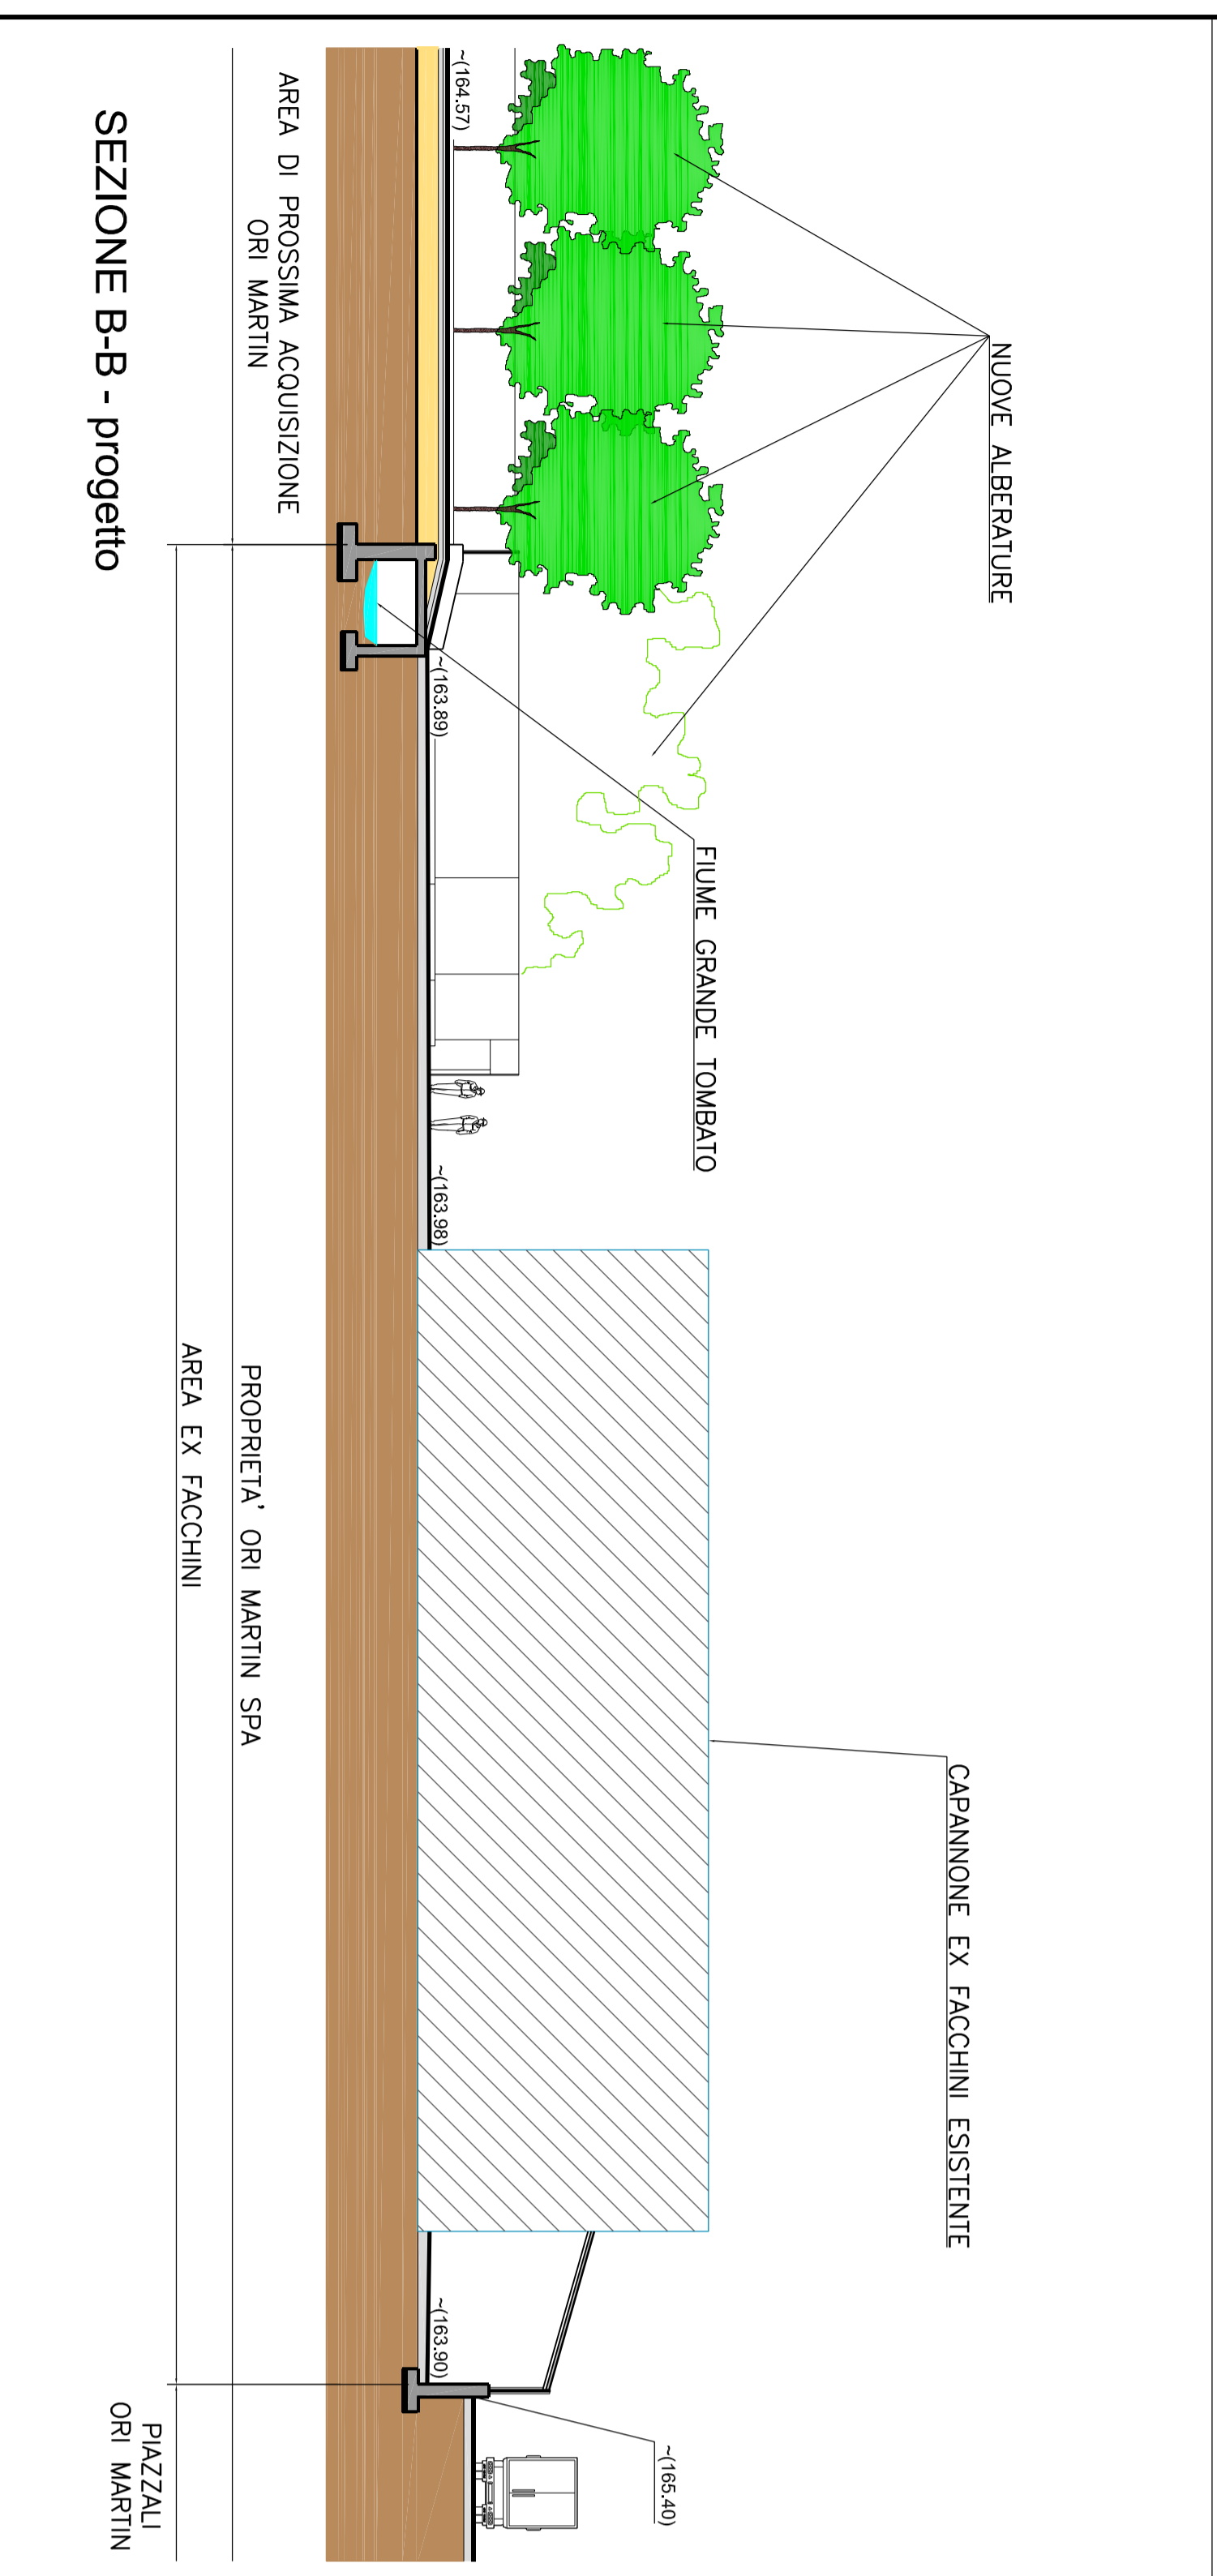 NUOVE ALBERATURE
CAPANNONE EX FACCHINI ESISTENTE
FIUME GRANDE TOMBATO
~(165.40)
~(164.57)
~(163.89)
~(163.98)
~(163.90)
AREA DI PROSSIMA ACQUISIZIONE
ORI MARTIN
PROPRIETA' ORI MARTIN SPA
AREA EX FACCHINI
PIAZZALI
ORI MARTIN
SEZIONE B-B - progetto